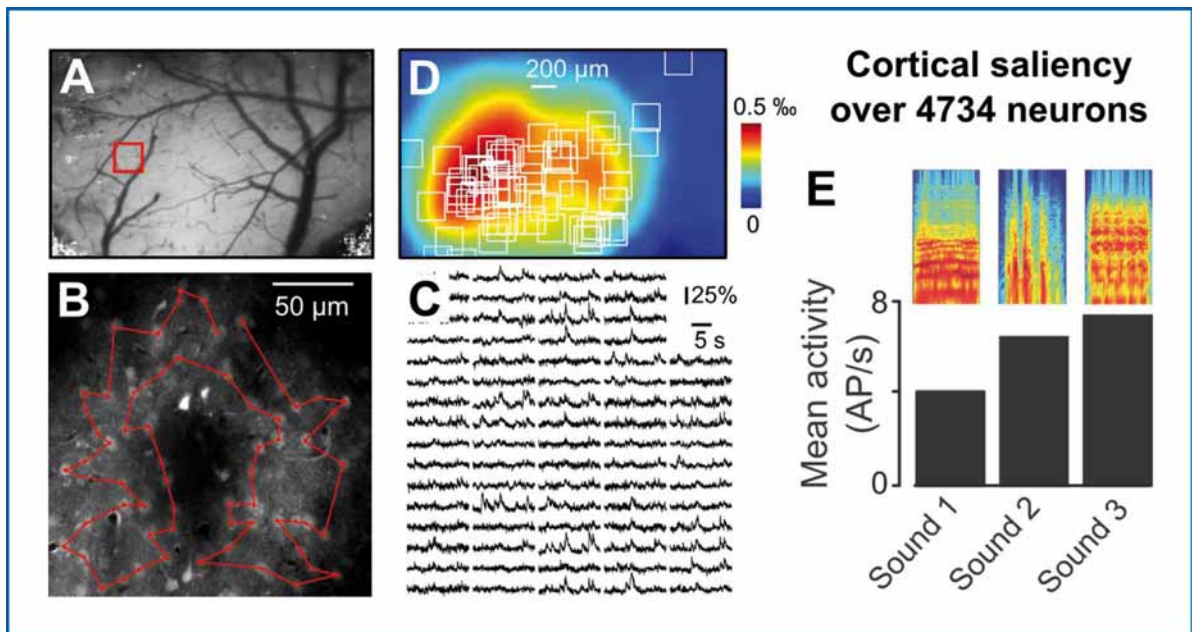 A
B
50 µm
D
200 µm
0.5 ‰
0
C
25%
5 s
Cortical saliency
over 4734 neurons
E
8
0
Mean activity
(AP/s)
Sound 1
Sound 2
Sound 3